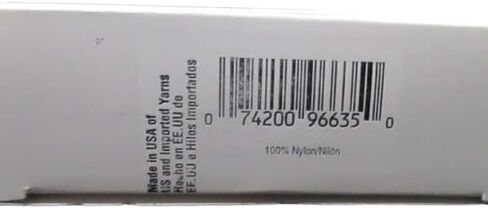 Made in USA of
US and Imported Yarns
Hecho en EE.UU de
EE.UU e Hilos Importados
0 74200 96635 0
100% Nylon/Nilón